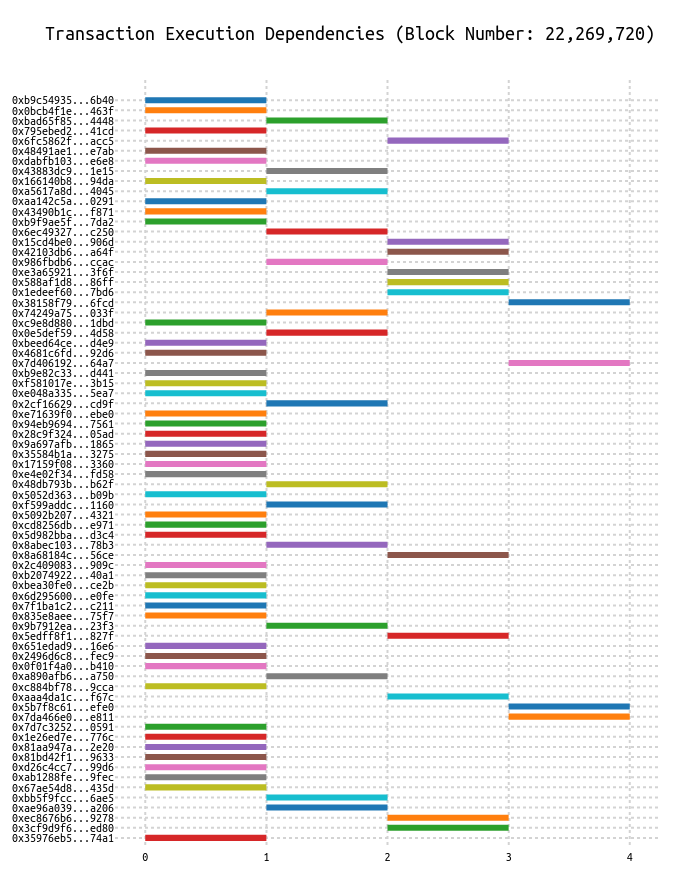 Transaction Execution Dependencies (Block Number: 22,269,720)
0xb9c54935...6b40
0x0bcb4f1e...463f
0xbad65f85...4448
0x795ebed2...41cd
0x6fc5862f...acc5
0x48491ae1...e7ab
0xdabfb103...e6e8
0x43883dc9...1e15
0x166140b8...94da
0xa5617a8d...4045
0xaa142c5a...0291
0x43490b1c...f871
0xb9f9ae5f...7da2
0x6ec49327...c250
0x15cd4be0...906d
0x42103db6...a64f
0x986fbdb6...ccac
0xe3a65921...3f6f
0x588af1d8...86ff
0x1edeef60...7bd6
0x38158f79...6fcd
0x74249a75...033f
0xc9e8d880...1dbd
0x0e5def59...4d58
0xbeed64ce...d4e9
0x4681c6fd...92d6
0x7d406192...64a7
0xb9e82c33...d441
0xf581017e...3b15
0xe048a335...5ea7
0x2cf16629...cd9f
0xe71639f0...ebe0
0x94eb9694...7561
0x28c9f324...05ad
0x9a697afb...1865
0x35584b1a...3275
0x17159f08...3360
0xe4e02f34...fd58
0x48db793b...b62f
0x5052d363...b09b
0xf599addc...1160
0x5092b207...4321
0xcd8256db...e971
0x5d982bba...d3c4
0x8abec103...78b3
0x8a68184c...56ce
0x2c409083...909c
0xb2074922...40a1
0xbea30fe0...ce2b
0x6d295600...e0fe
0x7f1ba1c2...c211
0x835e8aee...75f7
0x9b7912ea...23f3
0x5edff8f1...827f
0x651edad9...16e6
0x2496d6c8...fec9
0x0f01f4a0...b410
0xa890afb6...a750
0xc884bf78...9cca
0xaaa4da1c...f67c
0x5b7f8c61...efe0
0x7da466e0...e811
0x7d7c3252...0591
0x1e26ed7e...776c
0x81aa947a...2e20
0x81bd42f1...9633
0xd26c4cc7...99d6
0xab1288fe...9fec
0x67ae54d8...435d
0xbb5f9fcc...6ae5
0xae96a039...a206
0xec8676b6...9278
0x3cf9d9f6...ed80
0x35976eb5...74a1
0 1 2 3 4